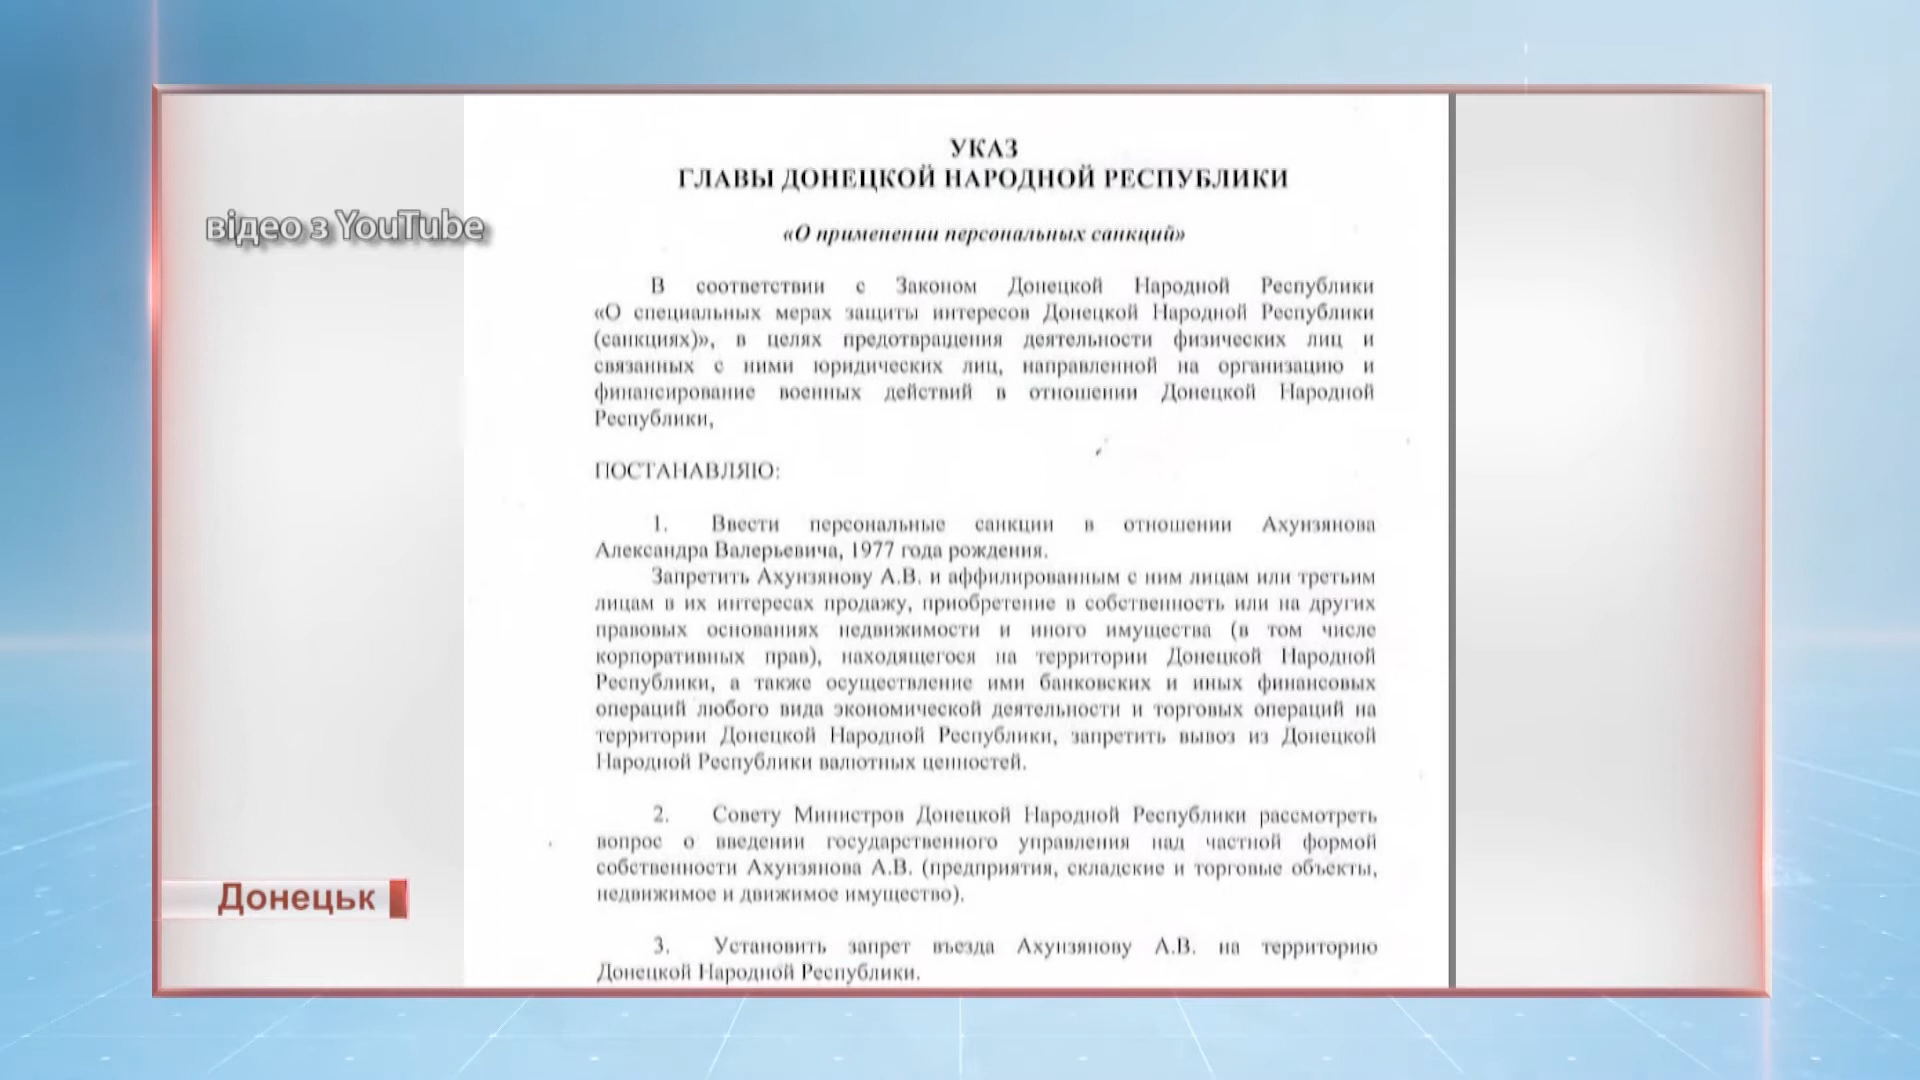 УКАЗ
ГЛАВЫ ДОНЕЦКОЙ НАРОДНОЙ РЕСПУБЛИКИ
відео з YouTube
«О применении персональных санкций»
В соответствии с Законом Донецкой Народной Республики
«О специальных мерах защиты интересов Донецкой Народной Республики
(санкциях)», в целях предотвращения деятельности физических лиц и
связанных с ними юридических лиц, направленной на организацию и
финансирование военных действий в отношении Донецкой Народной
Республики,
ПОСТАНАВЛЯЮ:
1. Ввести персональные санкции в отношении Ахунзянова
Александра Валерьевича, 1977 года рождения.
Запретить Ахунзянову А.В. и аффилированным с ним лицам или третьим
лицам в их интересах продажу, приобретение в собственность или на других
правовых основаниях недвижимости и иного имущества (в том числе
корпоративных прав), находящегося на территории Донецкой Народной
Республики, а также осуществление ими банковских и иных финансовых
операций любого вида экономической деятельности и торговых операций на
территории Донецкой Народной Республики, запретить вывоз из Донецкой
Народной Республики валютных ценностей.
2. Совету Министров Донецкой Народной Республики рассмотреть
вопрос о введении государственного управления над частной формой
собственности Ахунзянова А.В. (предприятия, складские и торговые объекты,
недвижимое и движимое имущество).
Донецьк
3. Установить запрет въезда Ахунзянову А.В. на территорию
Донецкой Народной Республики.